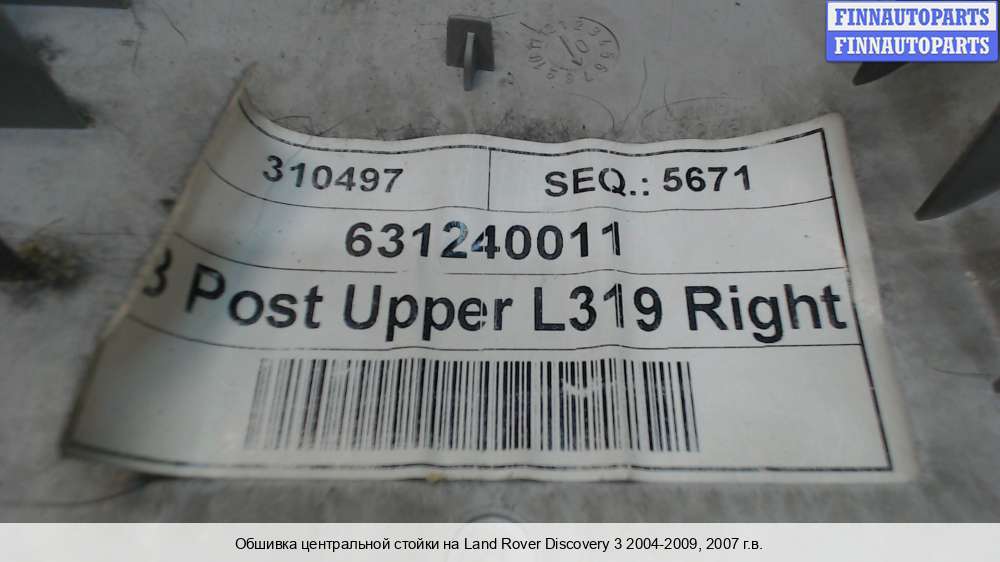 FINNAUTOPARTS
FINNAUTOPARTS
310497
SEQ.: 5671
631240011
B Post Upper L319 Right
Обшивка центральной стойки на Land Rover Discovery 3 2004-2009, 2007 г.в.